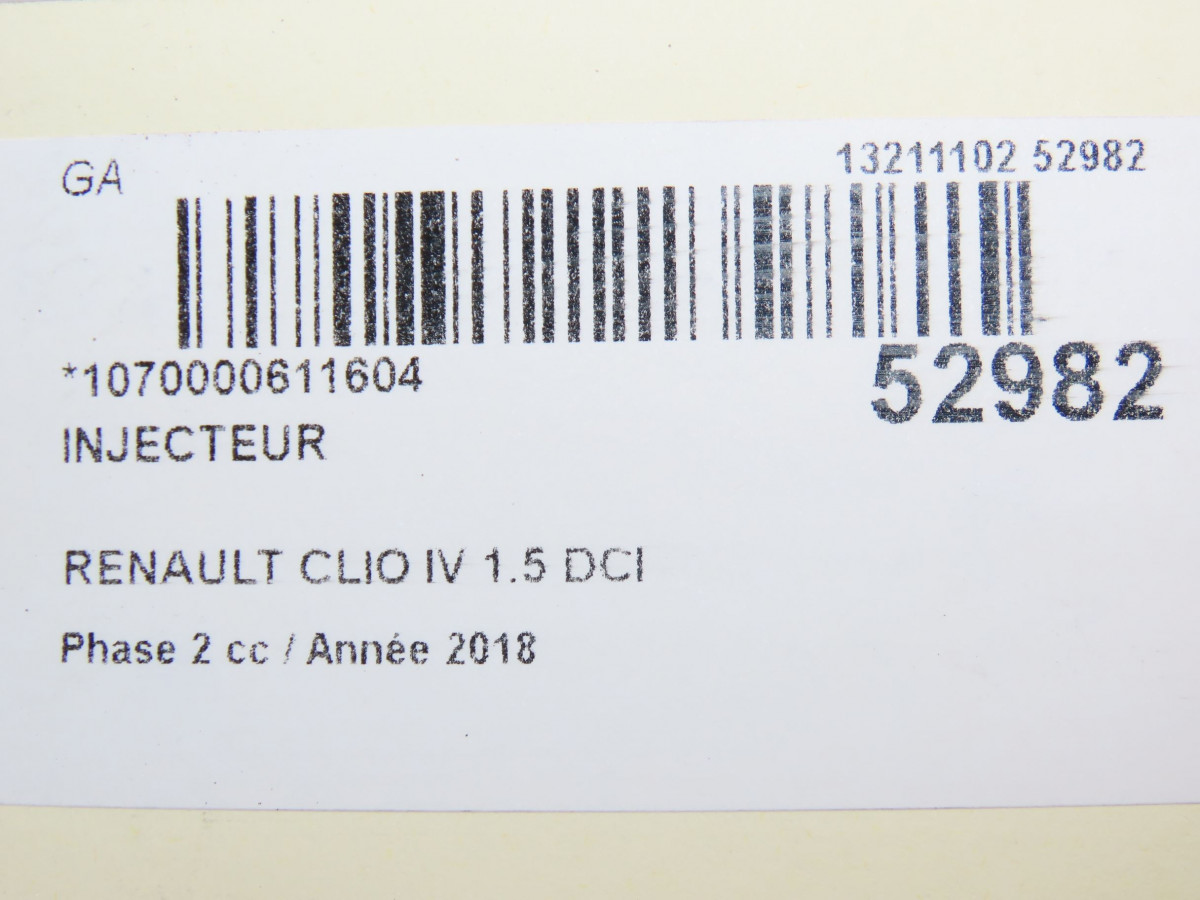 GA
13211102 52982
*1070000611604
52982
INJECTEUR
RENAULT CLIO IV 1.5 DCI
Phase 2 cc / Année 2018